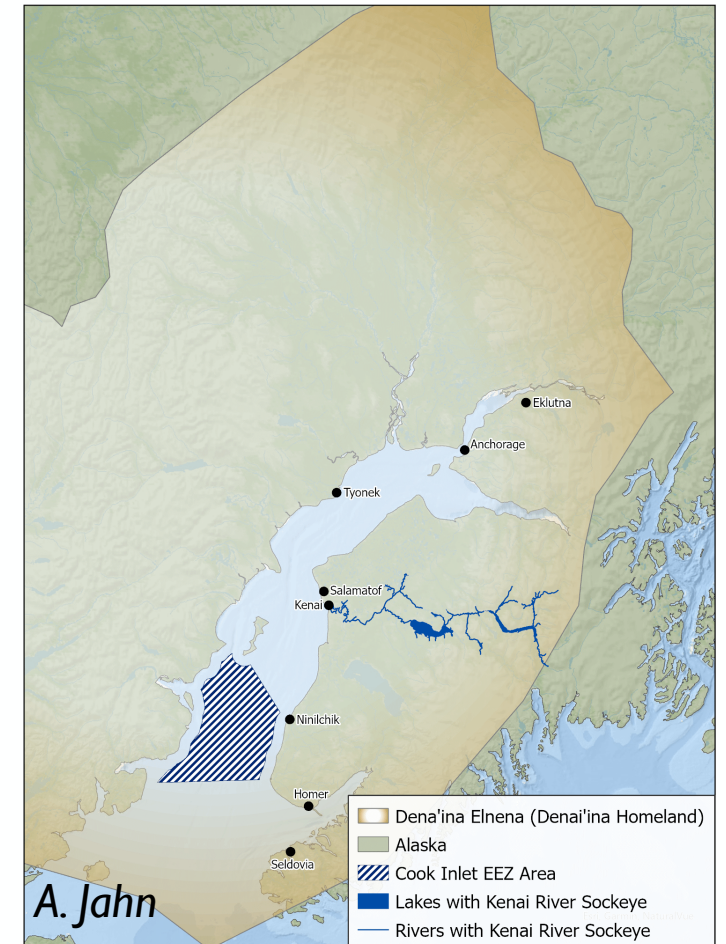 Eklutna
Anchorage
Tyonek
Salamatof
Kenai
Ninilchik
Homer
Seldovia
Dena'ina Elnena (Denai'ina Homeland)
Alaska
Cook Inlet EEZ Area
Lakes with Kenai River Sockeye
Rivers with Kenai River Sockeye
A. Jahn